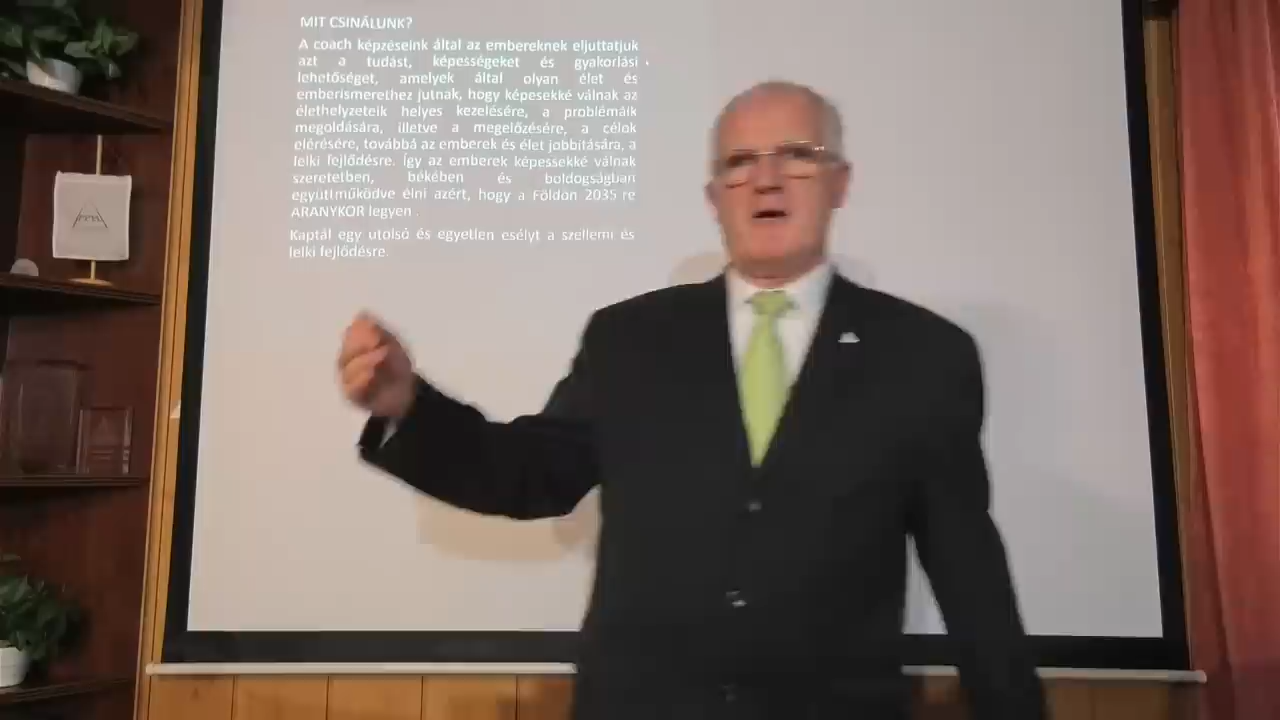 MIT CSINÁLUNK?
A coach képzéseink által az embereknek eljuttatjuk
azt a tudást, képességeket és gyakorlási
lehetőséget, amelyek által olyan élet és
emberismerethez jutnak, hogy képesekké válnak az
élethelyzeteik helyes kezelésére, a problémáik
megoldására, illetve a megelőzésére, a célok
elérésére, továbbá az emberek és élet jobbítására, a
lelki fejlődésre. Így az emberek képessekké válnak
szeretetben, békében és boldogságban
együttműködve élni azért, hogy a Földön 2035 re
ARANYKOR legyen .
Kaptál egy utolsó és egyetlen esélyt a szellemi és
lelki fejlődésre.